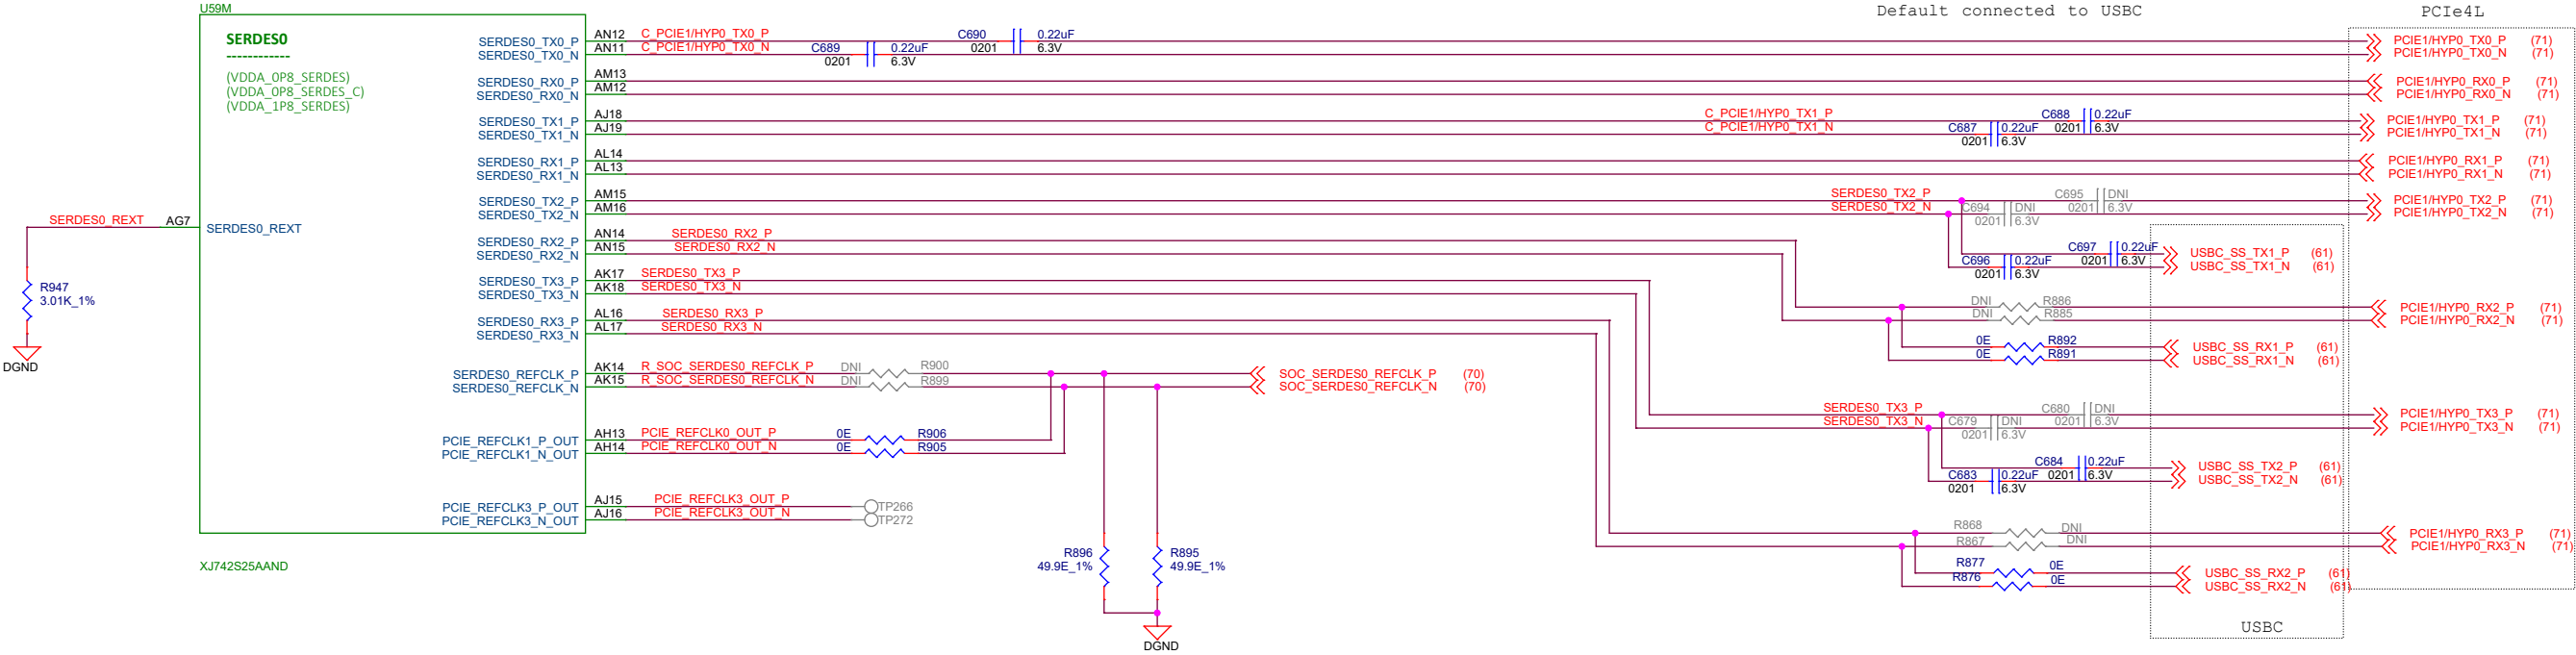 Default connected to USBC
PCIe4L
U59M
SERDES0
------------
(VDDA_0P8_SERDES)
(VDDA_0P8_SERDES_C)
(VDDA_1P8_SERDES)
SERDES0_TX0_P AN12 C_PCIE1/HYP0_TX0_P C690 0.22uF 0201 6.3V PCIE1/HYP0_TX0_P (71)
SERDES0_TX0_N AN11 C_PCIE1/HYP0_TX0_N C689 0.22uF 0201 6.3V PCIE1/HYP0_TX0_N (71)
SERDES0_RX0_P AM13 PCIE1/HYP0_RX0_P (71)
SERDES0_RX0_N AM12 PCIE1/HYP0_RX0_N (71)
SERDES0_TX1_P AJ18 C_PCIE1/HYP0_TX1_P C688 0.22uF 0201 6.3V PCIE1/HYP0_TX1_P (71)
SERDES0_TX1_N AJ19 C_PCIE1/HYP0_TX1_N C687 0.22uF 0201 6.3V PCIE1/HYP0_TX1_N (71)
SERDES0_RX1_P AL14 PCIE1/HYP0_RX1_P (71)
SERDES0_RX1_N AL13 PCIE1/HYP0_RX1_N (71)
SERDES0_TX2_P AM15 SERDES0_TX2_P C695 DNI 0201 6.3V PCIE1/HYP0_TX2_P (71)
SERDES0_TX2_N AM16 SERDES0_TX2_N C694 DNI 0201 6.3V PCIE1/HYP0_TX2_N (71)
SERDES0_REXT AG7 SERDES0_REXT
SERDES0_RX2_P AN14 SERDES0_RX2_P
SERDES0_RX2_N AN15 SERDES0_RX2_N
C697 0.22uF 0201 6.3V USBC_SS_TX1_P (61)
C696 0.22uF 0201 6.3V USBC_SS_TX1_N (61)
SERDES0_TX3_P AK17 SERDES0_TX3_P
SERDES0_TX3_N AK18 SERDES0_TX3_N
R947
3.01K_1%
DGND
DNI R886 PCIE1/HYP0_RX2_P (71)
DNI R885 PCIE1/HYP0_RX2_N (71)
SERDES0_RX3_P AL16 SERDES0_RX3_P
SERDES0_RX3_N AL17 SERDES0_RX3_N
0E R892 USBC_SS_RX1_P (61)
0E R891 USBC_SS_RX1_N (61)
SERDES0_REFCLK_P AK14 R_SOC_SERDES0_REFCLK_P DNI R900 SOC_SERDES0_REFCLK_P (70)
SERDES0_REFCLK_N AK15 R_SOC_SERDES0_REFCLK_N DNI R899 SOC_SERDES0_REFCLK_N (70)
SERDES0_TX3_P C680 DNI 0201 6.3V PCIE1/HYP0_TX3_P (71)
SERDES0_TX3_N C679 DNI 0201 6.3V PCIE1/HYP0_TX3_N (71)
PCIE_REFCLK1_P_OUT AH13 PCIE_REFCLK0_OUT_P 0E R906
PCIE_REFCLK1_N_OUT AH14 PCIE_REFCLK0_OUT_N 0E R905
C684 0.22uF 0201 6.3V USBC_SS_TX2_P (61)
C683 0.22uF 0201 6.3V USBC_SS_TX2_N (61)
PCIE_REFCLK3_P_OUT AJ15 PCIE_REFCLK3_OUT_P TP266
PCIE_REFCLK3_N_OUT AJ16 PCIE_REFCLK3_OUT_N TP272
R868 DNI PCIE1/HYP0_RX3_P (71)
R867 DNI PCIE1/HYP0_RX3_N (71)
XJ742S25AAND
R896 R895
49.9E_1% 49.9E_1%
R877 0E USBC_SS_RX2_P (61)
R876 0E USBC_SS_RX2_N (61)
DGND
USBC